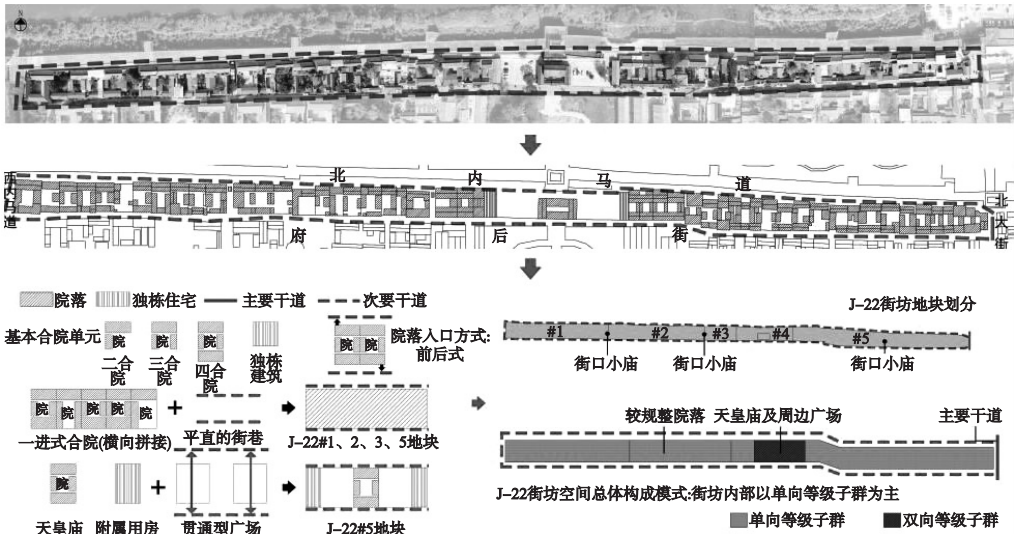 N
北内马道
西内马道
府后街
北大街
院落 独栋住宅 主要干道 次要干道
基本合院单元
院 院 院
二合院 三合院 四合院 独栋建筑
院 院
院落入口方式:
前后式
院 院 院 院 院
一进式合院(横向拼接) 平直的街巷 J-22#1、2、3、5地块
院
天皇庙 附属用房 贯通型广场 J-22#5地块
J-22街坊地块划分
#1 #2 #3 #4 #5
街口小庙 街口小庙 街口小庙
较规整院落 天皇庙及周边广场 主要干道
J-22街坊空间总体构成模式:街坊内部以单向等级子群为主
单向等级子群 双向等级子群